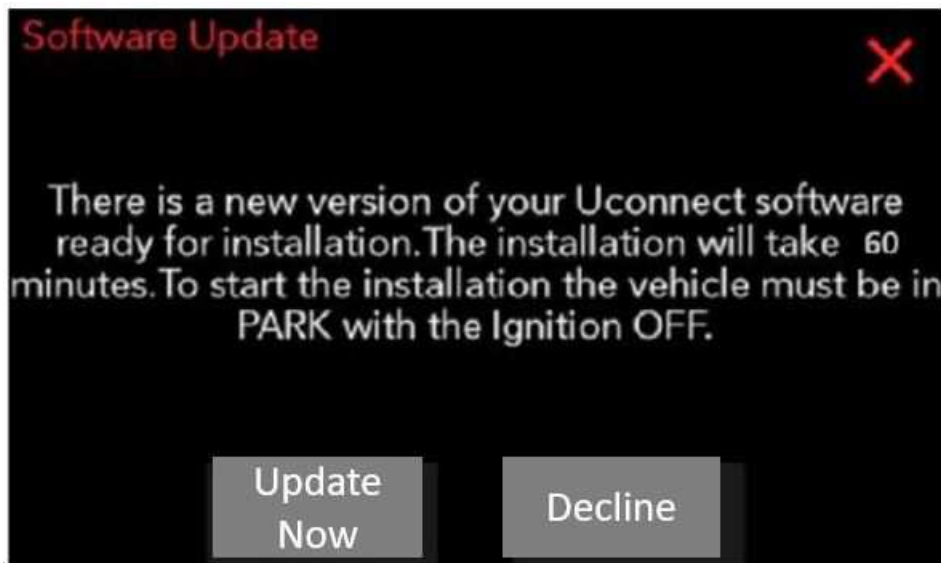 Software Update
There is a new version of your Uconnect software
ready for installation.The installation will take 60
minutes.To start the installation the vehicle must be in
PARK with the Ignition OFF.
Update
Now
Decline